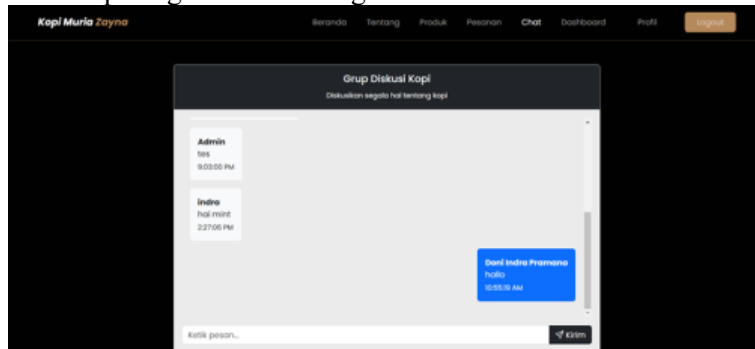 Kopi Muria Zayna
Beranda Tentang Produk Pesanan Chat Dashboard Profil Logout
Grup Diskusi Kopi
Diskusikan segala hal tentang kopi
Admin
tes
9:03:55 PM
indra
hai mint
2:27:06 PM
Doni Indra Pramono
hallo
10:55:19 AM
Ketik pesan...
Kirim